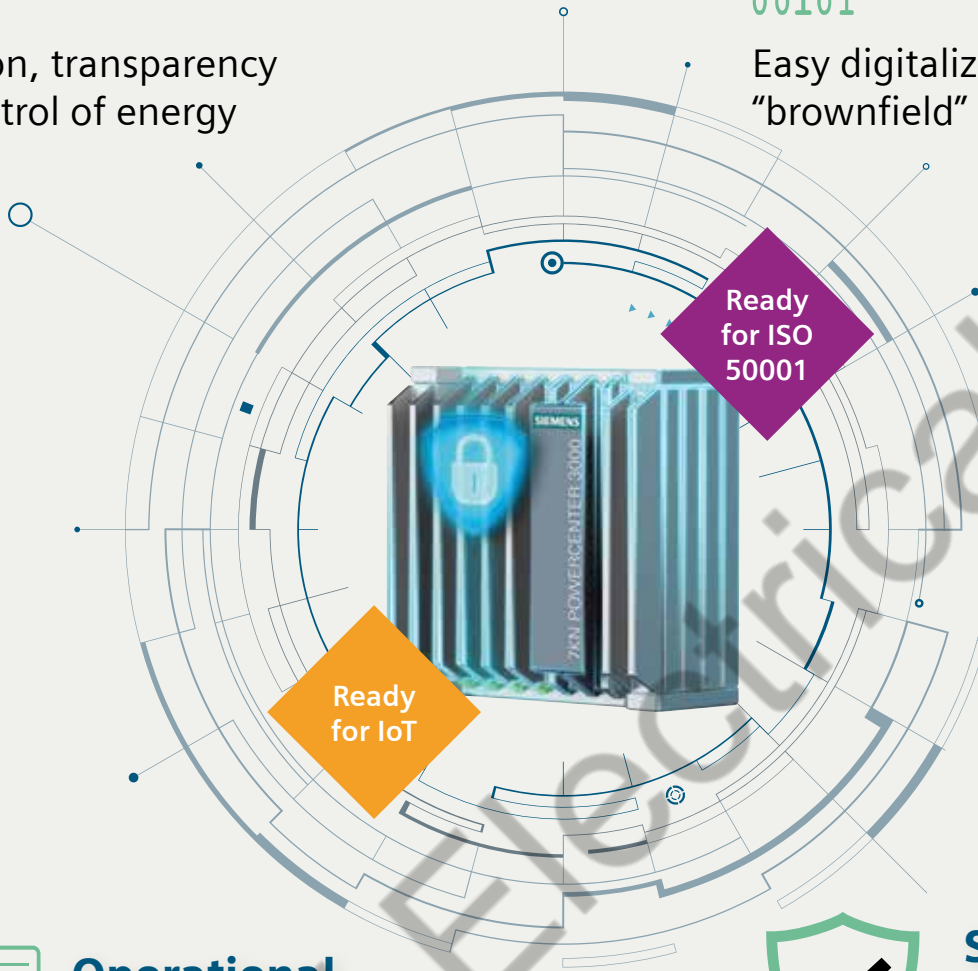 00101
on, transparency
trol of energy
Easy digitaliz
"brownfield"
Ready
for ISO
50001
SIEMENS
7KN POWERCENTER 3000
Ready
for IoT
Electrica
Operational
S